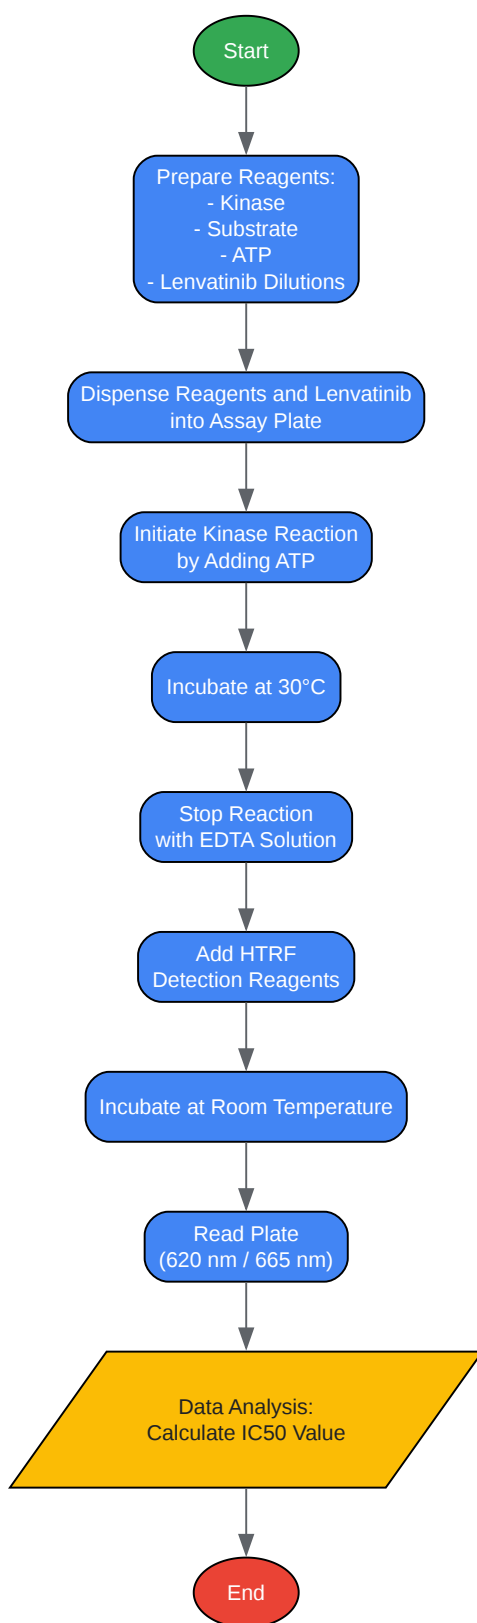 Start
Prepare Reagents:
- Kinase
- Substrate
- ATP
- Lenvatinib Dilutions
Dispense Reagents and Lenvatinib
into Assay Plate
Initiate Kinase Reaction
by Adding ATP
Incubate at 30°C
Stop Reaction
with EDTA Solution
Add HTRF
Detection Reagents
Incubate at Room Temperature
Read Plate
(620 nm / 665 nm)
Data Analysis:
Calculate IC50 Value
End